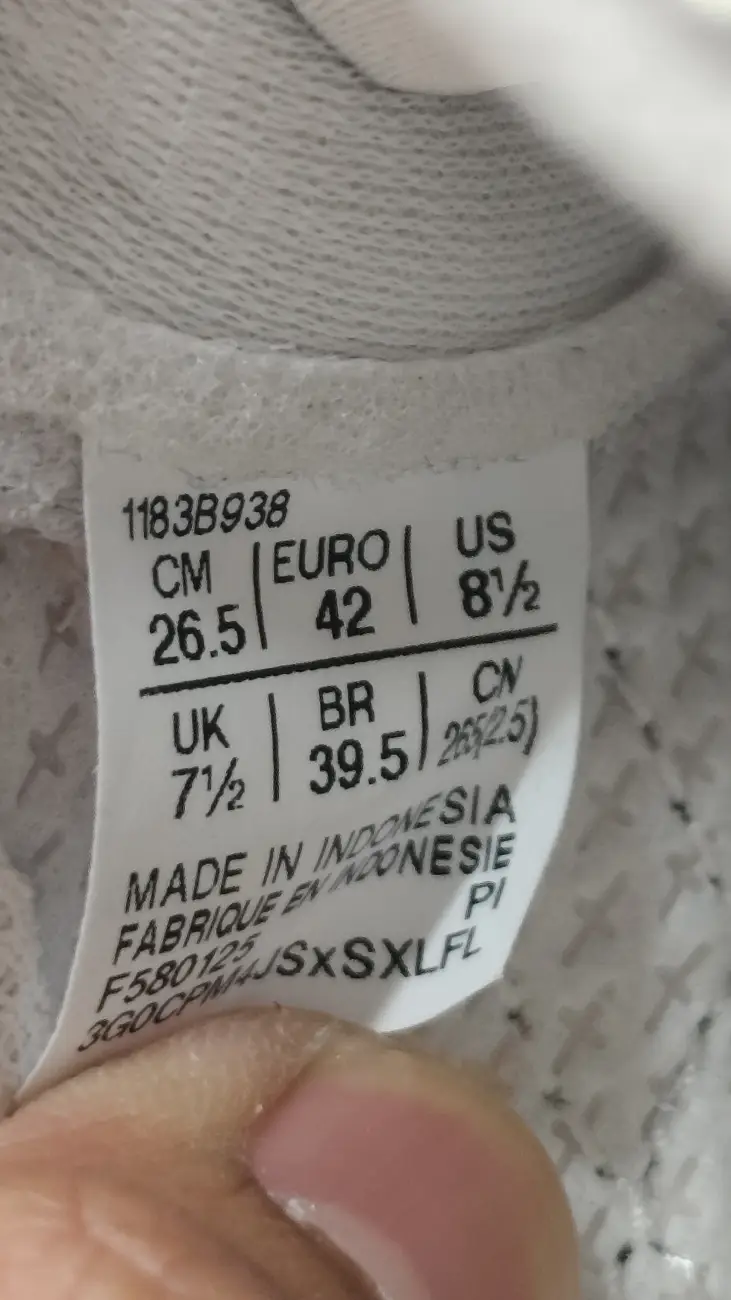 1183B938
CM | EURO | US
26.5 | 42 | 8½
UK | BR | CN
7½ | 39.5 | 265(2.5)
MADE IN INDONESIA
FABRIQUE EN INDONESIE
PI
F580125
3G0CPM4JSXSXLFL